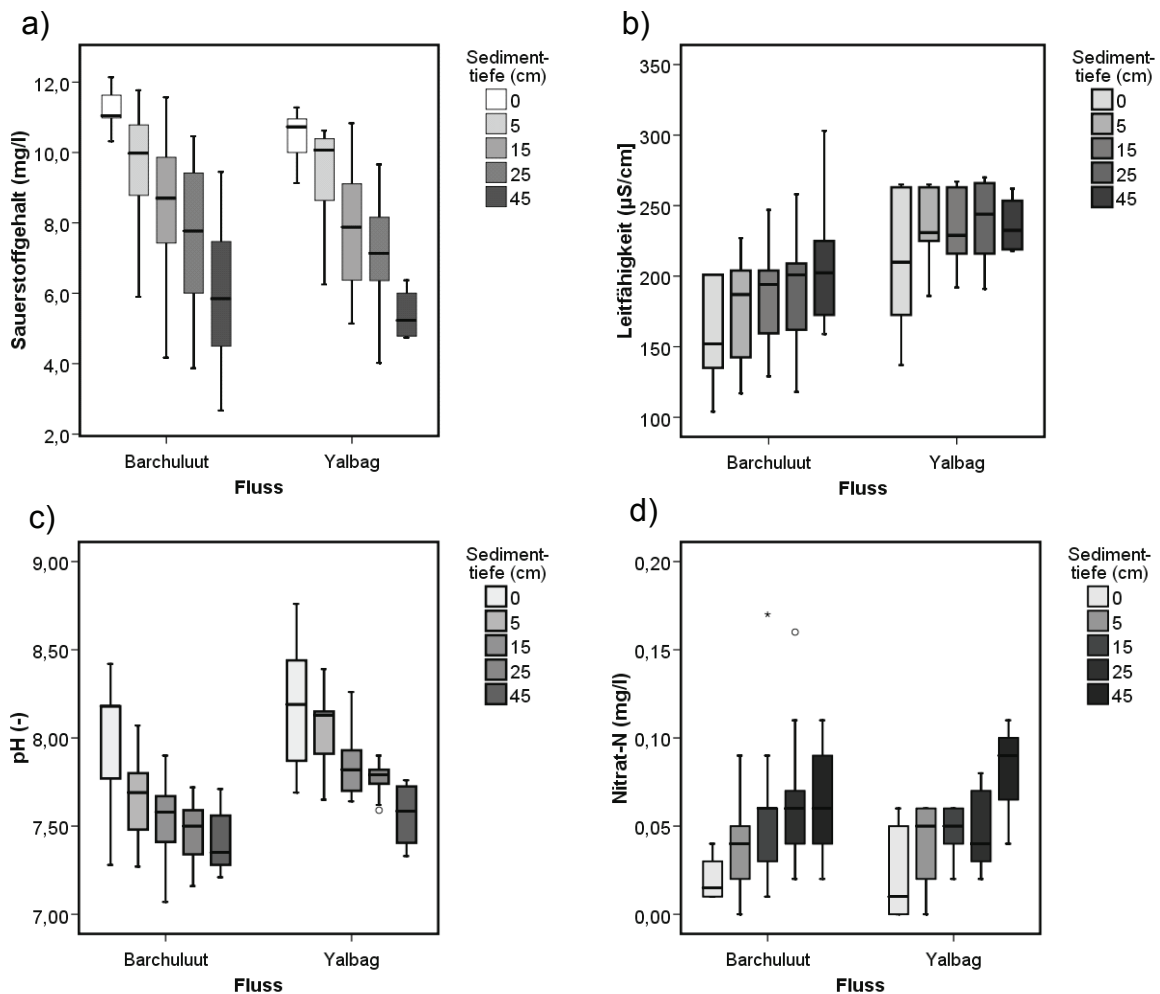 a)
Sauerstoffgehalt (mg/l)
12,0
10,0
8,0
6,0
4,0
2,0
Barchuluut Yalbag
Fluss
Sediment-
tiefe (cm)
0
5
15
25
45
b)
Leitfähigkeit (µS/cm]
350
300
250
200
150
100
Barchuluut Yalbag
Fluss
Sediment-
tiefe (cm)
0
5
15
25
45
c)
pH (-)
9,00
8,50
8,00
7,50
7,00
Barchuluut Yalbag
Fluss
Sediment-
tiefe (cm)
0
5
15
25
45
d)
Nitrat-N (mg/l)
0,20
0,15
0,10
0,05
0,00
Barchuluut Yalbag
Fluss
Sediment-
tiefe (cm)
0
5
15
25
45